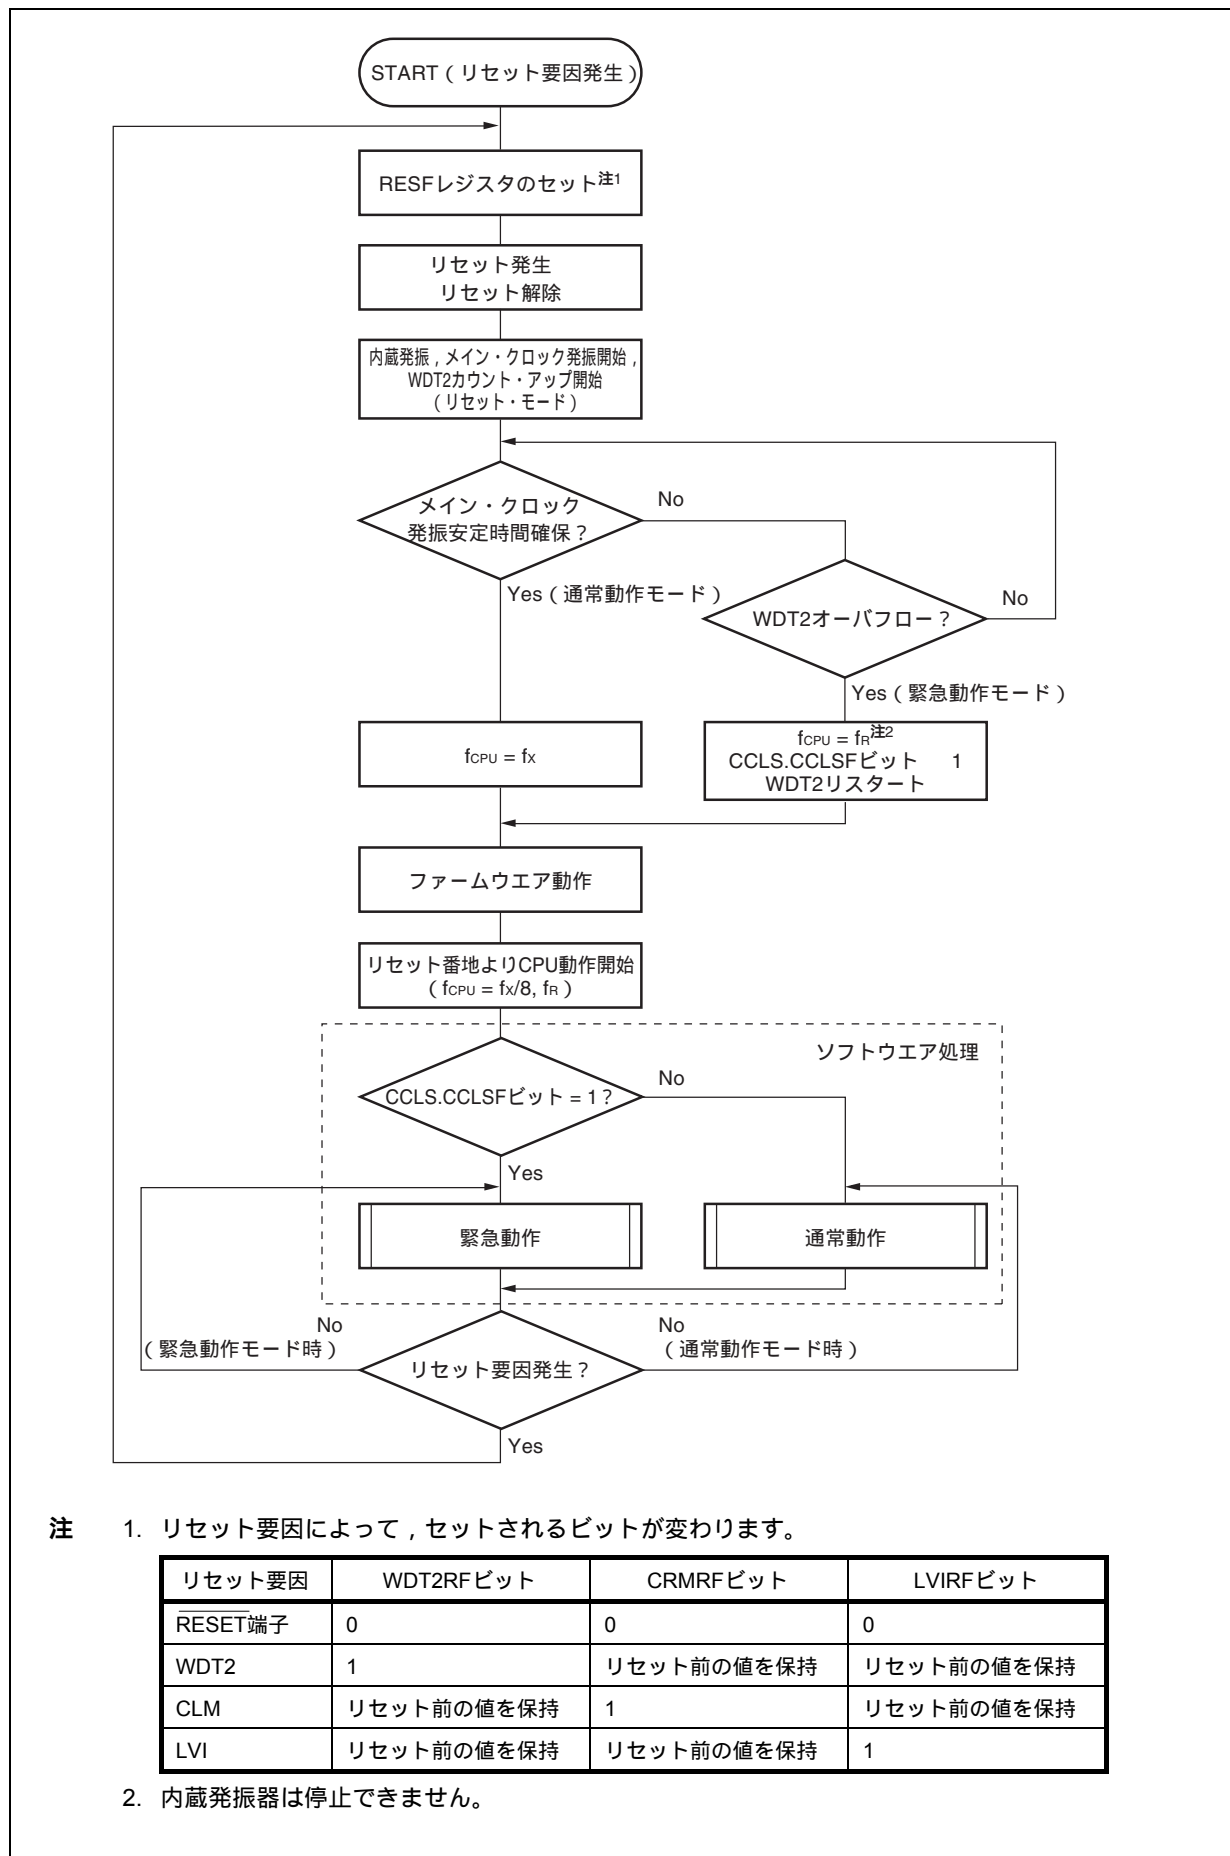 START（リセット要因発生）
RESFレジスタのセット注1
リセット発生
リセット解除
内蔵発振，メイン・クロック発振開始，
WDT2カウント・アップ開始
（リセット・モード）
メイン・クロック
発振安定時間確保？
No
Yes（通常動作モード）
WDT2オーバフロー？
No
Yes（緊急動作モード）
fCPU = fX
fCPU = fR注2
CCLS.CCLSFビット 1
WDT2リスタート
ファームウエア動作
リセット番地よりCPU動作開始
（fCPU = fX/8, fR）
ソフトウエア処理
CCLS.CCLSFビット = 1？
No
Yes
緊急動作
通常動作
No
（緊急動作モード時）
No
（通常動作モード時）
リセット要因発生？
Yes
注 1. リセット要因によって，セットされるビットが変わります。
リセット要因 WDT2RFビット CRMRFビット LVIRFビット
RESET端子 0 0 0
WDT2 1 リセット前の値を保持 リセット前の値を保持
CLM リセット前の値を保持 1 リセット前の値を保持
LVI リセット前の値を保持 リセット前の値を保持 1
2. 内蔵発振器は停止できません。